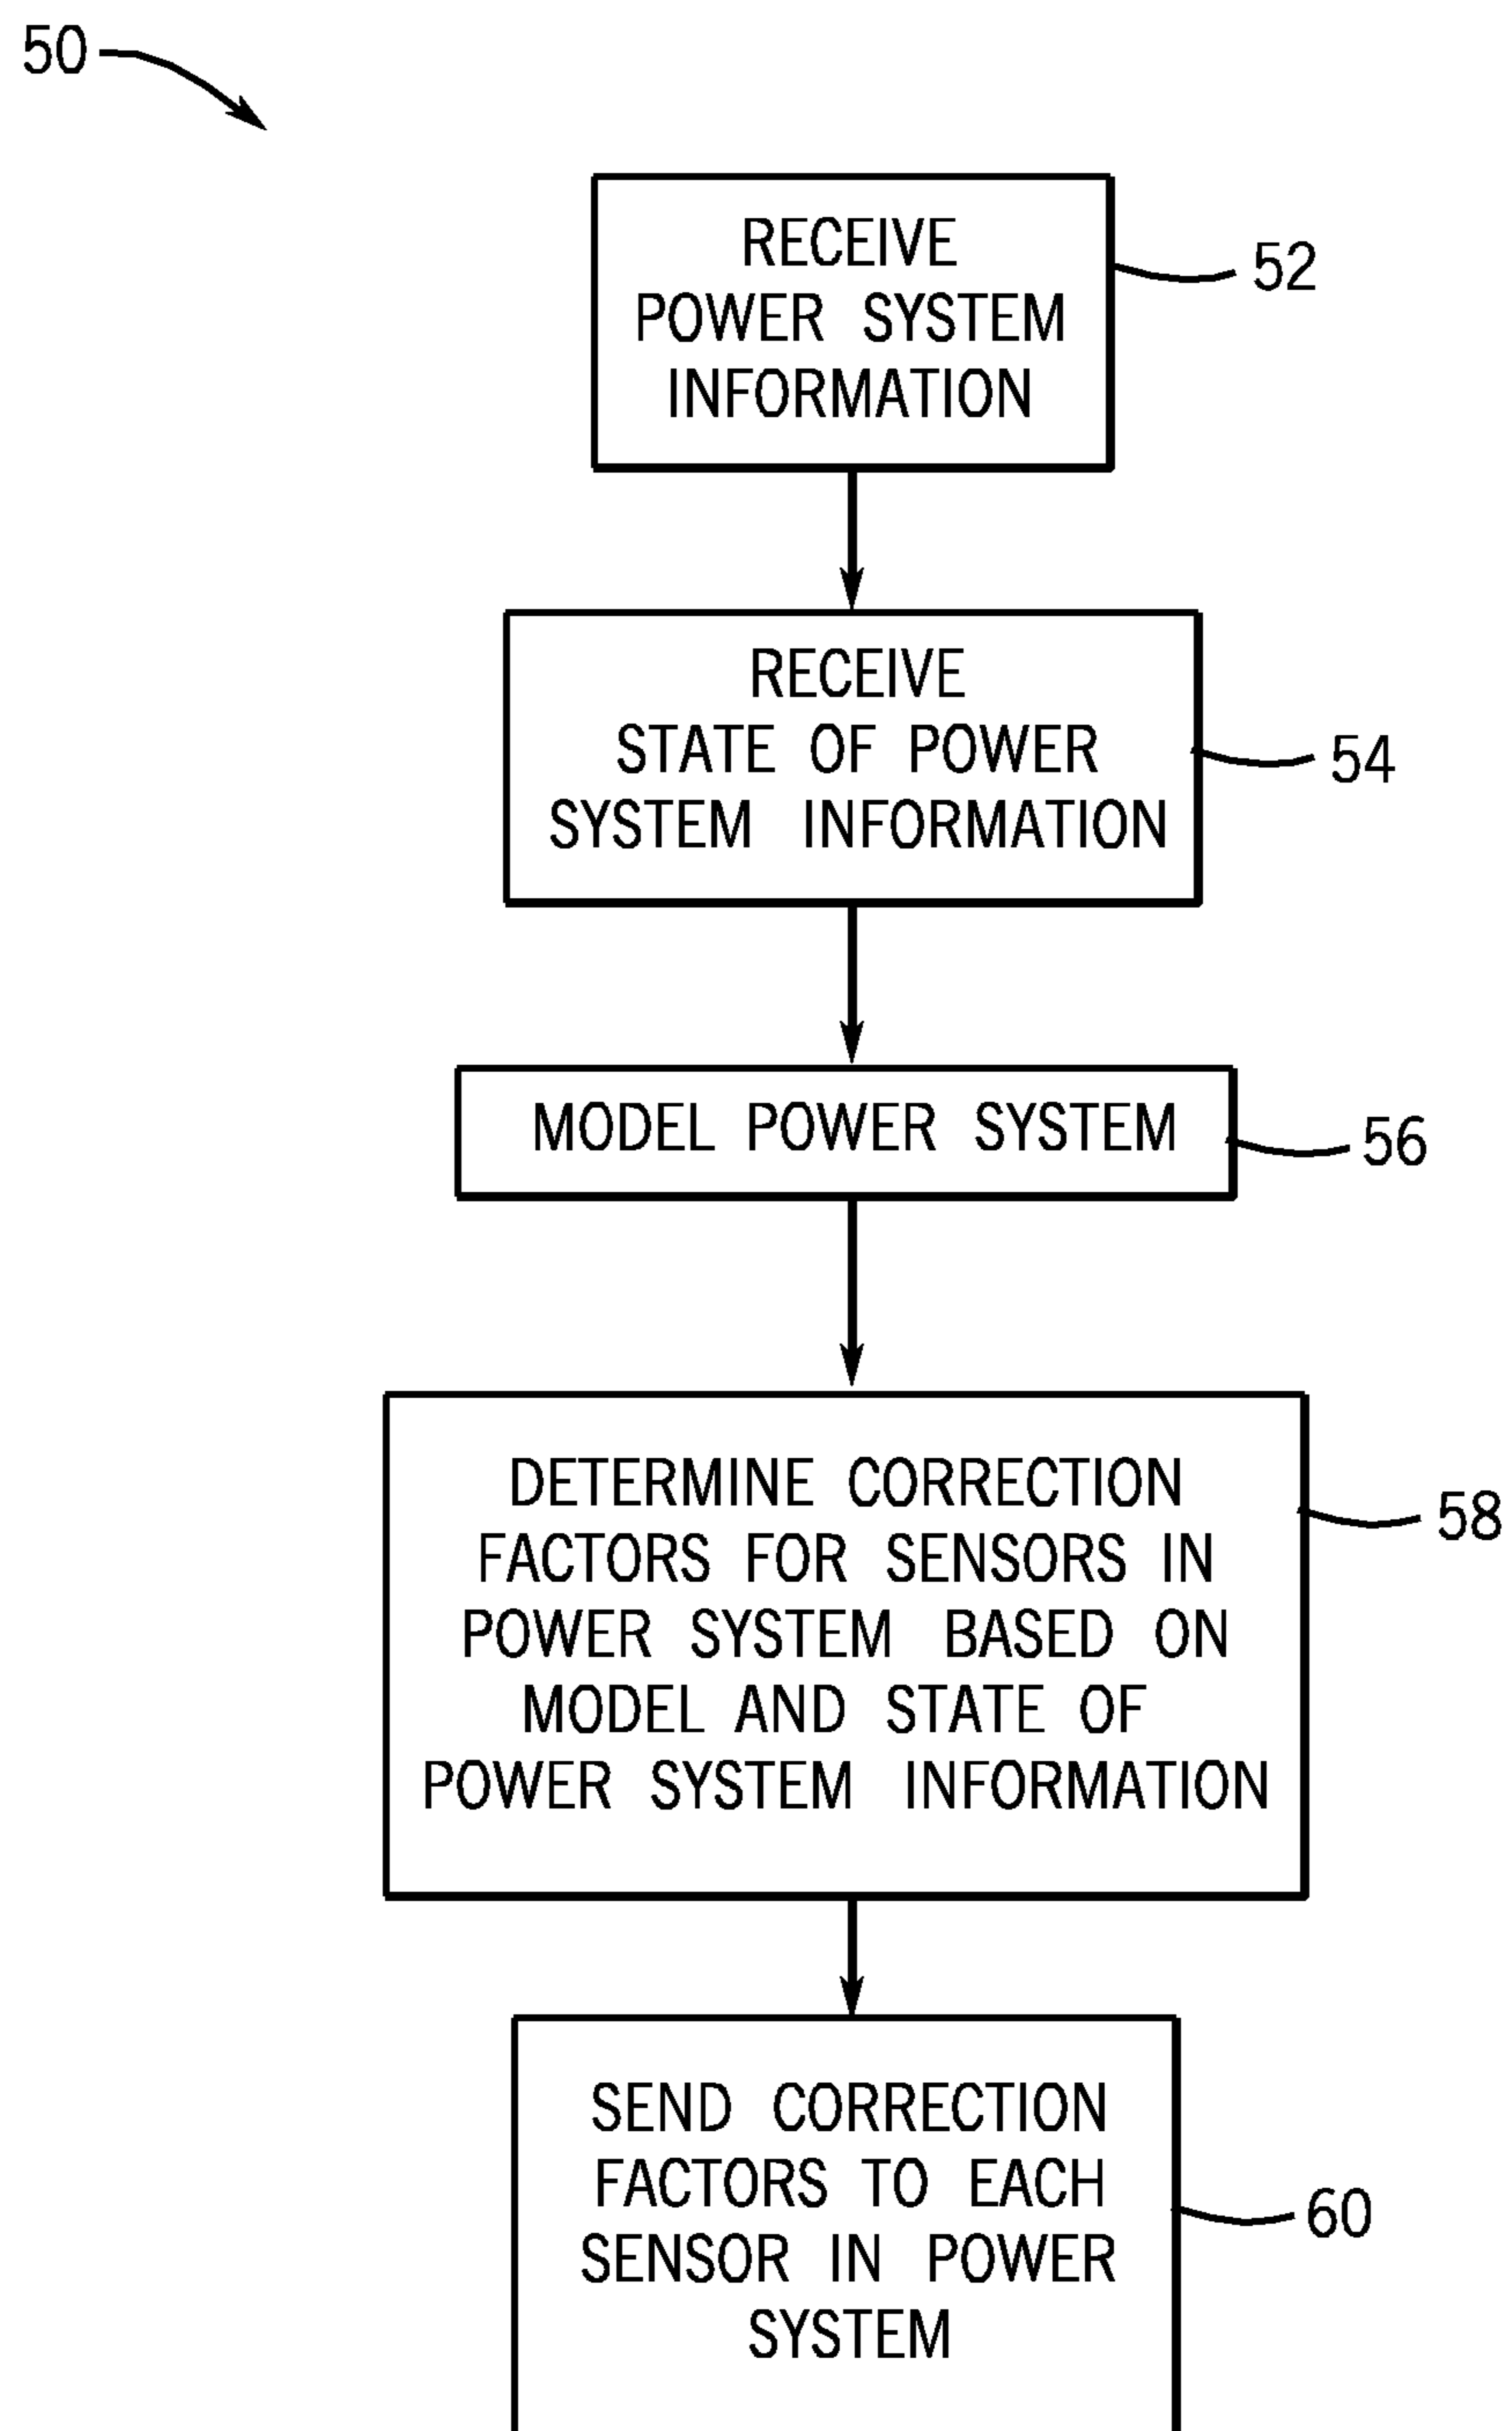 50
RECEIVE
POWER SYSTEM
INFORMATION
52
RECEIVE
STATE OF POWER
SYSTEM INFORMATION
54
MODEL POWER SYSTEM
56
DETERMINE CORRECTION
FACTORS FOR SENSORS IN
POWER SYSTEM BASED ON
MODEL AND STATE OF
POWER SYSTEM INFORMATION
58
SEND CORRECTION
FACTORS TO EACH
SENSOR IN POWER
SYSTEM
60